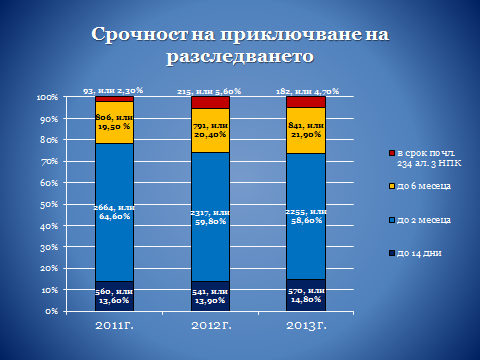 Срочност на приключване на
разследването
93, или 2,30%
215, или 5,60%
182, или 4,70%
100%
90%
80%
70%
60%
50%
40%
30%
20%
10%
0%
806, или
19,50 %
791, или
20,40%
841, или
21,90%
2664, или
64,60%
2317, или
59,80%
2255, или
58,60%
560, или
13,60%
541, или
13,90%
570, или
14,80%
2011г.
2012г.
2013г.
в срок по чл.
234 ал. 3 НПК
до 6 месеца
до 2 месеца
до 14 дни